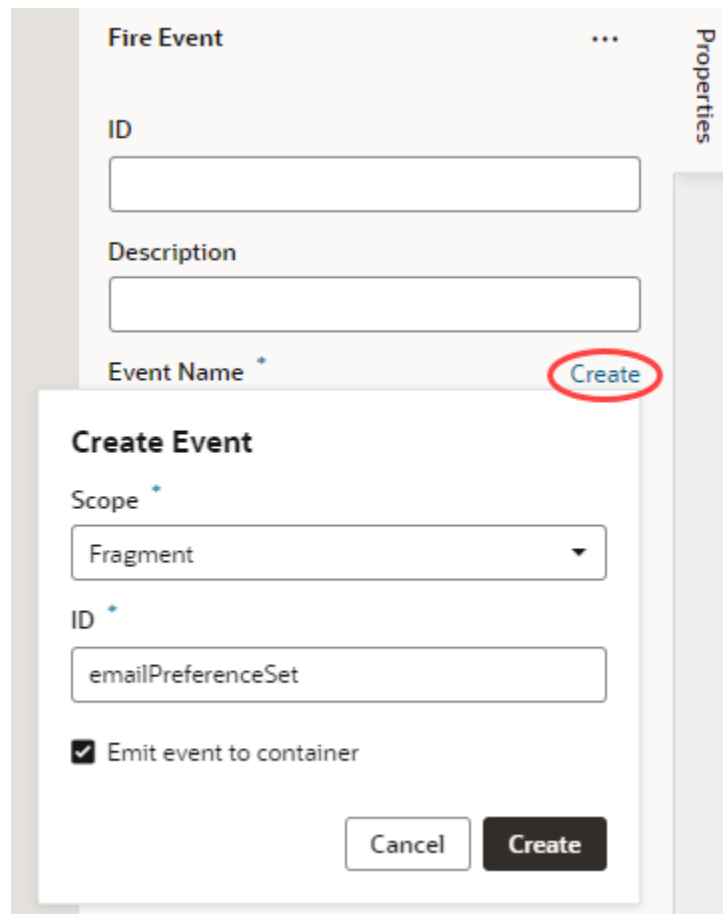 Fire Event ...
Properties
ID
Description
Event Name * Create
Create Event
Scope *
Fragment
ID *
emailPreferenceSet
Emit event to container
Cancel Create